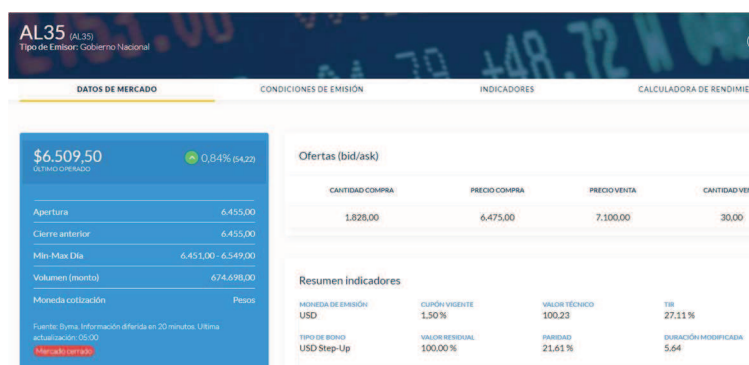 AL35 (AL35)
Tipo de Emisor: Gobierno Nacional
DATOS DE MERCADO
CONDICIONES DE EMISIÓN
INDICADORES
CALCULADORA DE RENDIMIE
$6.509,50
ÚLTIMO OPERADO
0,84% (54,22)
Apertura 6.455,00
Cierre anterior 6.455,00
Min-Max Día 6.451,00 - 6.549,00
Volumen (monto) 674.698,00
Moneda cotización Pesos
Fuente: Byma. Información diferida en 20 minutos. Ultima
actualización: 05:00
Mercado cerrado
Ofertas (bid/ask)
CANTIDAD COMPRA PRECIO COMPRA PRECIO VENTA CANTIDAD VEN
1.828,00 6.475,00 7.100,00 30,00
Resumen indicadores
MONEDA DE EMISIÓN CUPÓN VIGENTE VALOR TÉCNICO TIR
USD 1,50 % 100,23 27,11 %
TIPO DE BONO VALOR RESIDUAL PARIDAD DURACIÓN MODIFICADA
USD Step-Up 100,00 % 21,61 % 5,64